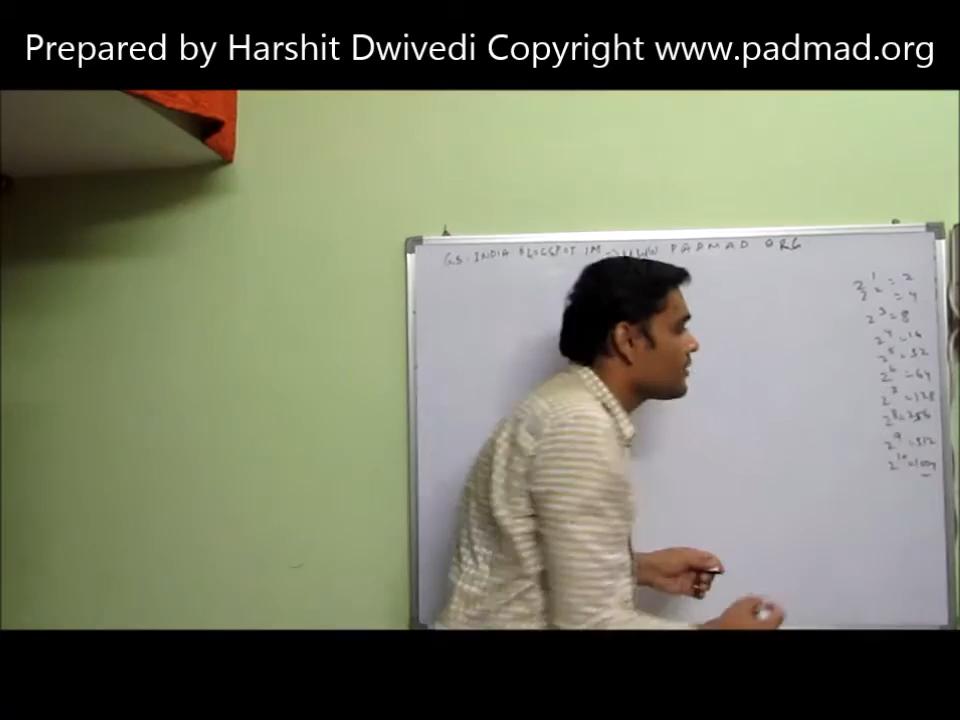 Prepared by Harshit Dwivedi Copyright www.padmad.org
GS. INDIA BLOGSPOT IM → WWW PADMAD ORG
2¹ = 2
2² = 4
2³ = 8
2⁴ = 16
2⁵ = 32
2⁶ = 64
2⁷ = 128
2⁸ = 256
2⁹ = 512
2¹⁰ = 1024